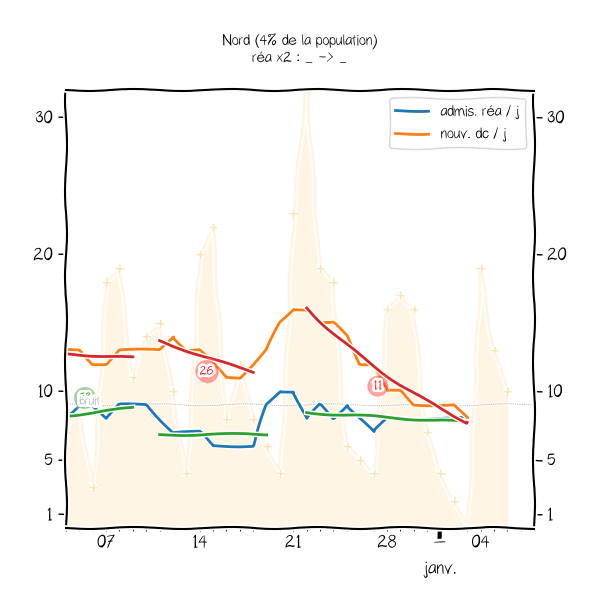 Nord (4% de la population)
réa x2 : _ -> _
admis. réa / j
nouv. dc / j
30
30
20
20
26
11
bruit
10
10
5
5
1
1
07
14
21
28
04
janv.